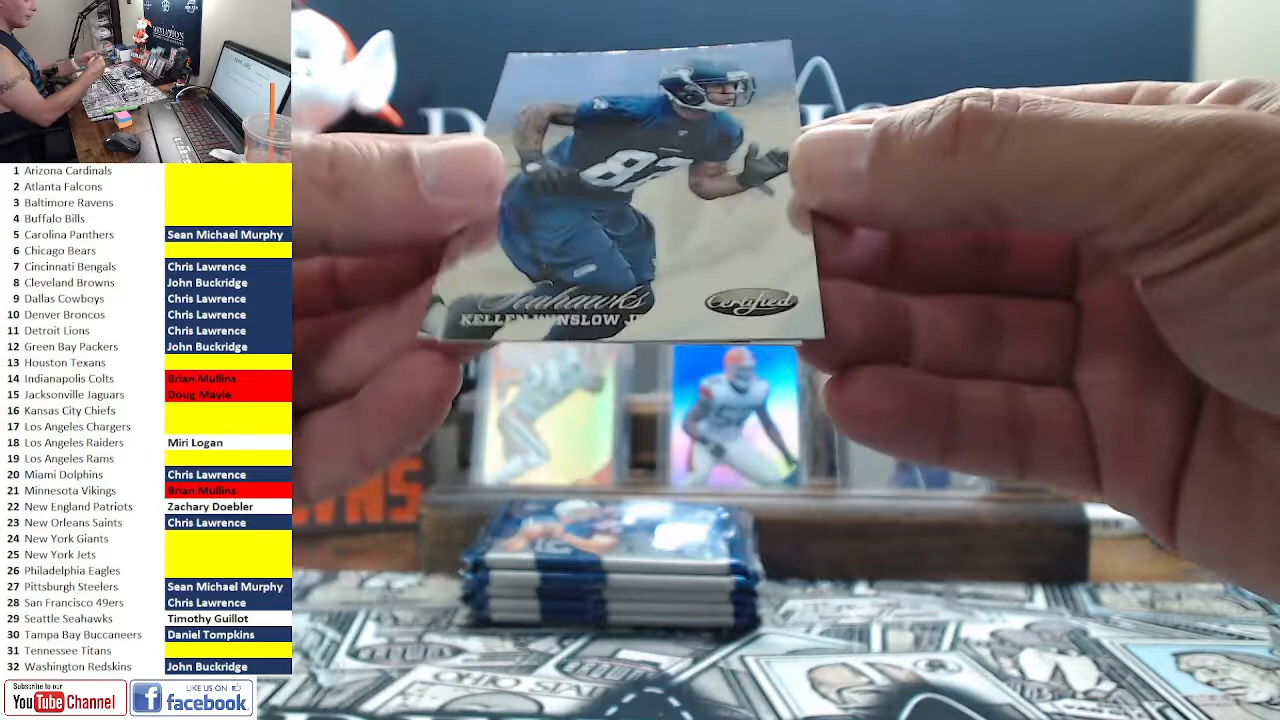 82
Seahawks
KELLEN WINSLOW JR
Certified
1 Arizona Cardinals
2 Atlanta Falcons
3 Baltimore Ravens
4 Buffalo Bills
5 Carolina Panthers Sean Michael Murphy
6 Chicago Bears
7 Cincinnati Bengals Chris Lawrence
8 Cleveland Browns John Buckridge
9 Dallas Cowboys Chris Lawrence
10 Denver Broncos Chris Lawrence
11 Detroit Lions Chris Lawrence
12 Green Bay Packers John Buckridge
13 Houston Texans
14 Indianapolis Colts Brian Mullins
15 Jacksonville Jaguars Doug Mayle
16 Kansas City Chiefs
17 Los Angeles Chargers
18 Los Angeles Raiders Miri Logan
19 Los Angeles Rams
20 Miami Dolphins Chris Lawrence
21 Minnesota Vikings Brian Mullins
22 New England Patriots Zachary Doebler
23 New Orleans Saints Chris Lawrence
24 New York Giants
25 New York Jets
26 Philadelphia Eagles
27 Pittsburgh Steelers Sean Michael Murphy
28 San Francisco 49ers Chris Lawrence
29 Seattle Seahawks Timothy Guillot
30 Tampa Bay Buccaneers Daniel Tompkins
31 Tennessee Titans
32 Washington Redskins John Buckridge
Subscribe to our
YouTube Channel
LIKE US ON
facebook